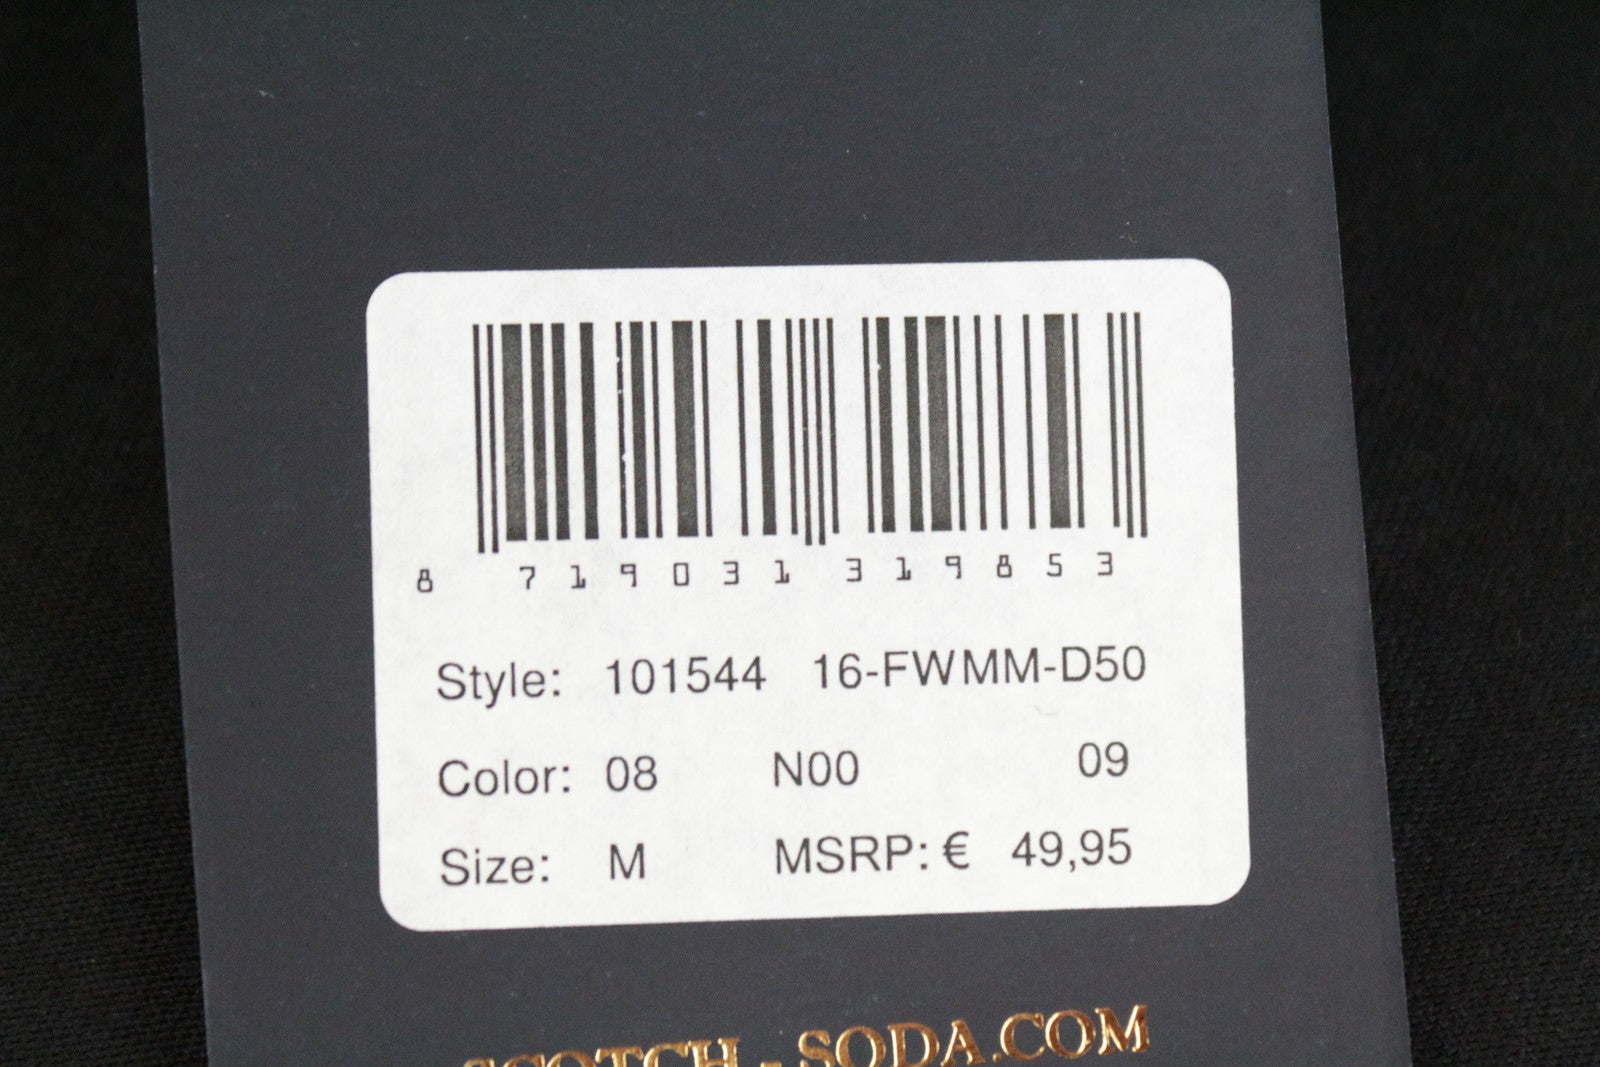 8 719031 319853
Style: 101544 16-FWMM-D50
Color: 08 N00 09
Size: M MSRP: € 49,95
SCOTCH-SODA.COM